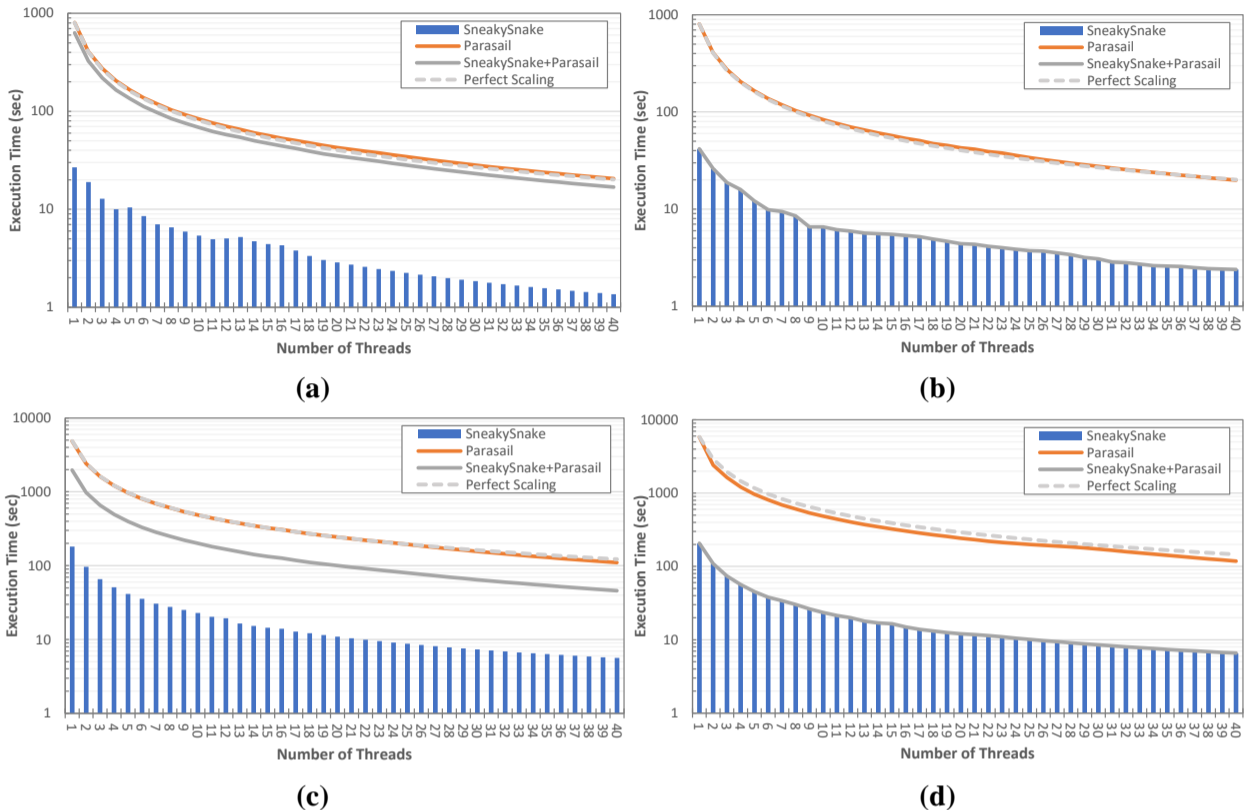 1000
100
10
1
Execution Time (sec)
SneakySnake
Parasail
SneakySnake+Parasail
Perfect Scaling
1 2 3 4 5 6 7 8 9 10 11 12 13 14 15 16 17 18 19 20 21 22 23 24 25 26 27 28 29 30 31 32 33 34 35 36 37 38 39 40
Number of Threads
(a)
1000
100
10
1
Execution Time (sec)
SneakySnake
Parasail
SneakySnake+Parasail
Perfect Scaling
1 2 3 4 5 6 7 8 9 10 11 12 13 14 15 16 17 18 19 20 21 22 23 24 25 26 27 28 29 30 31 32 33 34 35 36 37 38 39 40
Number of Threads
(b)
10000
1000
100
10
1
Execution Time (sec)
SneakySnake
Parasail
SneakySnake+Parasail
Perfect Scaling
1 2 3 4 5 6 7 8 9 10 11 12 13 14 15 16 17 18 19 20 21 22 23 24 25 26 27 28 29 30 31 32 33 34 35 36 37 38 39 40
Number of Threads
(c)
10000
1000
100
10
1
Execution Time (sec)
SneakySnake
Parasail
SneakySnake+Parasail
Perfect Scaling
1 2 3 4 5 6 7 8 9 10 11 12 13 14 15 16 17 18 19 20 21 22 23 24 25 26 27 28 29 30 31 32 33 34 35 36 37 38 39 40
Number of Threads
(d)